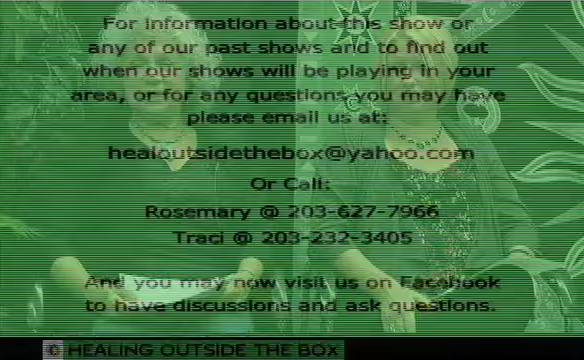 For information about this show or
any of our past shows and to find out
when our shows will be playing in your
area, or for any questions you may have
please email us at:
healoutsidethebox@yahoo.com
Or Call:
Rosemary @ 203-627-7966
Traci @ 203-232-3405
And you may now visit us on Facebook
to have discussions and ask questions.
© HEALING OUTSIDE THE BOX